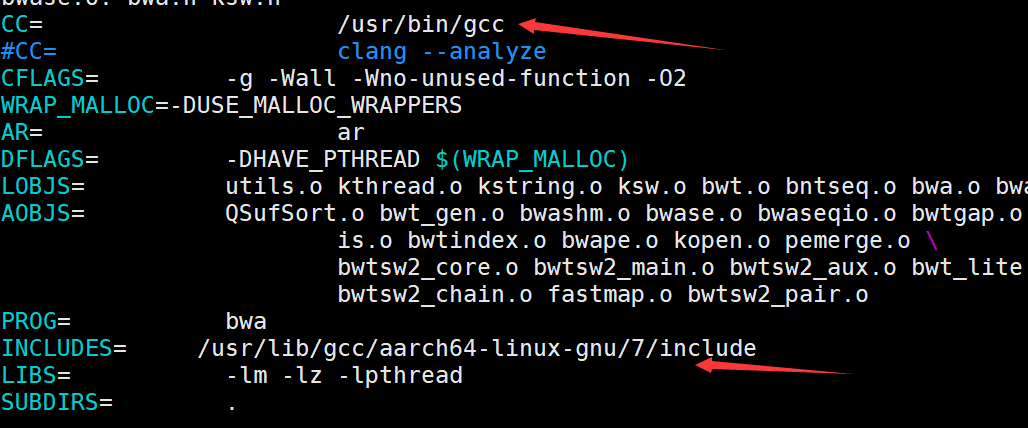 bwase.o: bwa.h ksw.h
CC= /usr/bin/gcc
#CC= clang --analyze
CFLAGS= -g -Wall -Wno-unused-function -O2
WRAP_MALLOC=-DUSE_MALLOC_WRAPPERS
AR= ar
DFLAGS= -DHAVE_PTHREAD $(WRAP_MALLOC)
LOBJS= utils.o kthread.o kstring.o ksw.o bwt.o bntseq.o bwa.o bwa
AOBJS= QSufSort.o bwt_gen.o bwashm.o bwase.o bwaseqio.o bwtgap.o
is.o bwtindex.o bwape.o kopen.o pemerge.o \
bwtsw2_core.o bwtsw2_main.o bwtsw2_aux.o bwt_lite
bwtsw2_chain.o fastmap.o bwtsw2_pair.o
PROG= bwa
INCLUDES= /usr/lib/gcc/aarch64-linux-gnu/7/include
LIBS= -lm -lz -lpthread
SUBDIRS= .